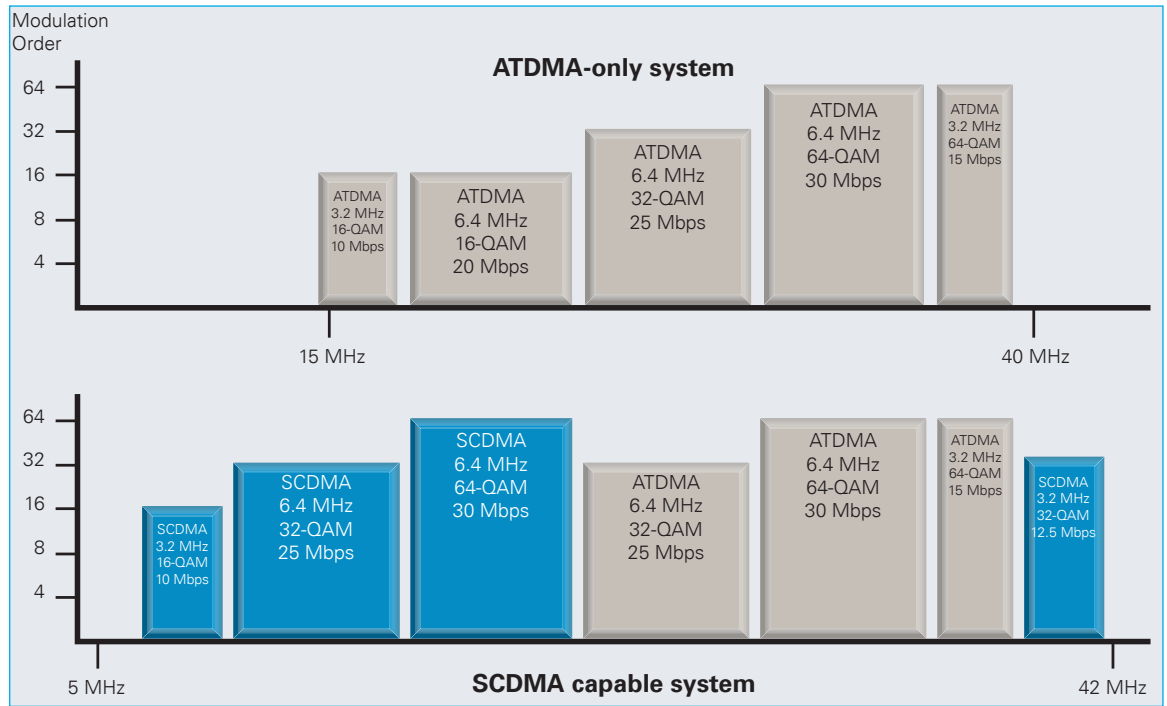 Modulation
Order
ATDMA-only system
64
32
16
8
4
ATDMA
3.2 MHz
16-QAM
10 Mbps
ATDMA
6.4 MHz
16-QAM
20 Mbps
ATDMA
6.4 MHz
32-QAM
25 Mbps
ATDMA
6.4 MHz
64-QAM
30 Mbps
ATDMA
3.2 MHz
64-QAM
15 Mbps
15 MHz
40 MHz
64
32
16
8
4
SCDMA
3.2 MHz
16-QAM
10 Mbps
SCDMA
6.4 MHz
32-QAM
25 Mbps
SCDMA
6.4 MHz
64-QAM
30 Mbps
ATDMA
6.4 MHz
32-QAM
25 Mbps
ATDMA
6.4 MHz
64-QAM
30 Mbps
ATDMA
3.2 MHz
64-QAM
15 Mbps
SCDMA
3.2 MHz
32-QAM
12.5 Mbps
5 MHz
SCDMA capable system
42 MHz